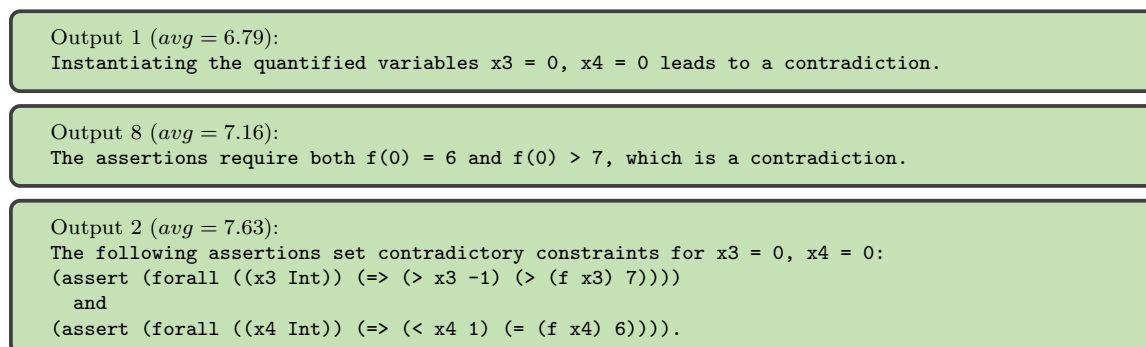 Output 1 (avg = 6.79):
Instantiating the quantified variables x3 = 0, x4 = 0 leads to a contradiction.
Output 8 (avg = 7.16):
The assertions require both f(0) = 6 and f(0) > 7, which is a contradiction.
Output 2 (avg = 7.63):
The following assertions set contradictory constraints for x3 = 0, x4 = 0:
(assert (forall ((x3 Int)) (=> (> x3 -1) (> (f x3) 7))))
and
(assert (forall ((x4 Int)) (=> (< x4 1) (= (f x4) 6)))).